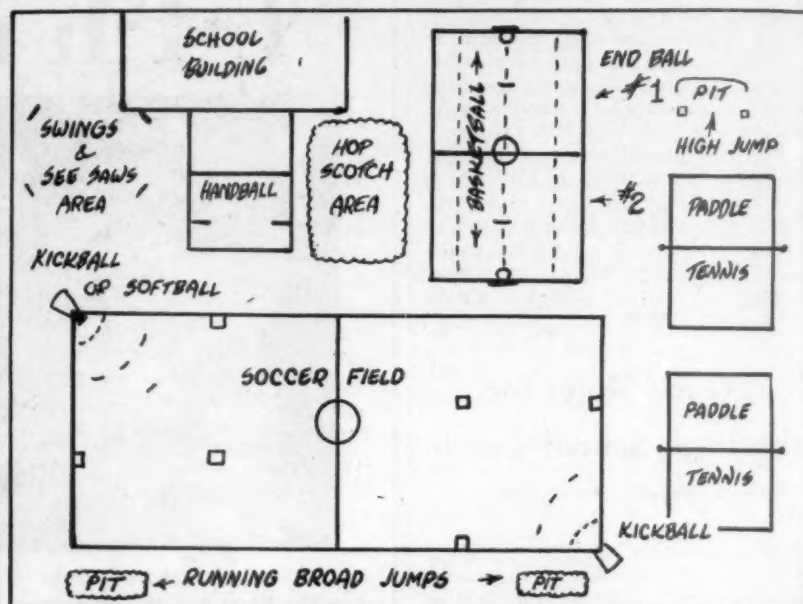 SCHOOL
BUILDING
SWINGS
&
SEE SAWS
AREA
HANDBALL
HOP
SCOTCH
AREA
BASKETBALL
END BALL
#1
#2
PIT
HIGH JUMP
PADDLE
TENNIS
KICKBALL
OR SOFTBALL
SOCCER FIELD
PADDLE
TENNIS
KICKBALL
PIT ← RUNNING BROAD JUMPS → PIT